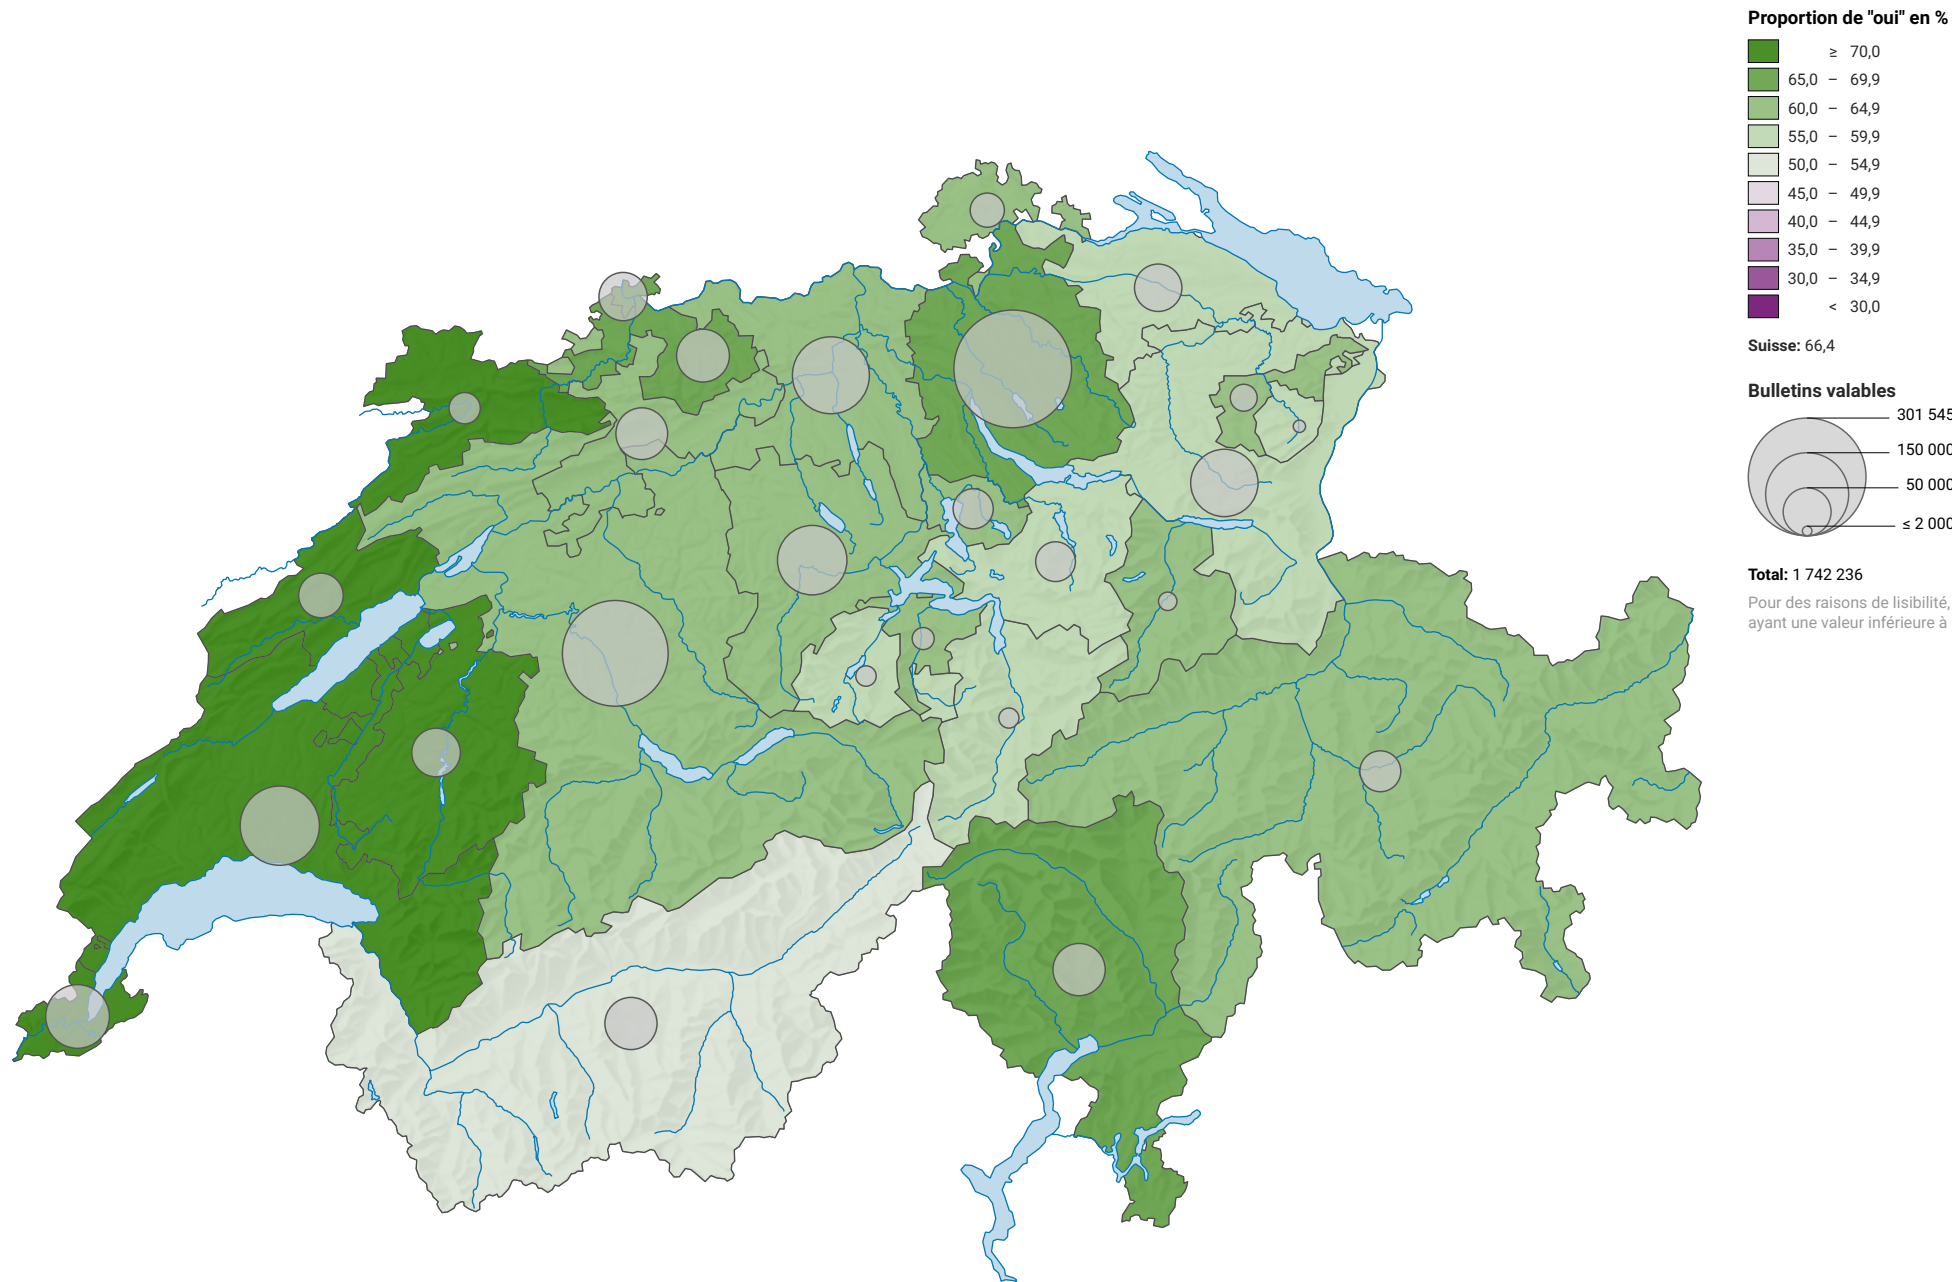 Proportion de "oui" en %
≥ 70,0
65,0 – 69,9
60,0 – 64,9
55,0 – 59,9
50,0 – 54,9
45,0 – 49,9
40,0 – 44,9
35,0 – 39,9
30,0 – 34,9
< 30,0
Suisse: 66,4
Bulletins valables
301 545
150 000
50 000
≤ 2 000
Total: 1 742 236
Pour des raisons de lisibilité,
ayant une valeur inférieure à